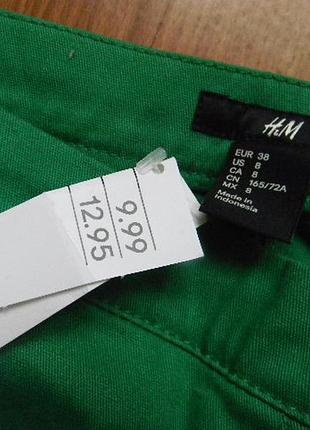 H&M
EUR 38
US 8
CA 8
CN 165/72A
MX 8
Made in
Indonesia
9.99
12.95